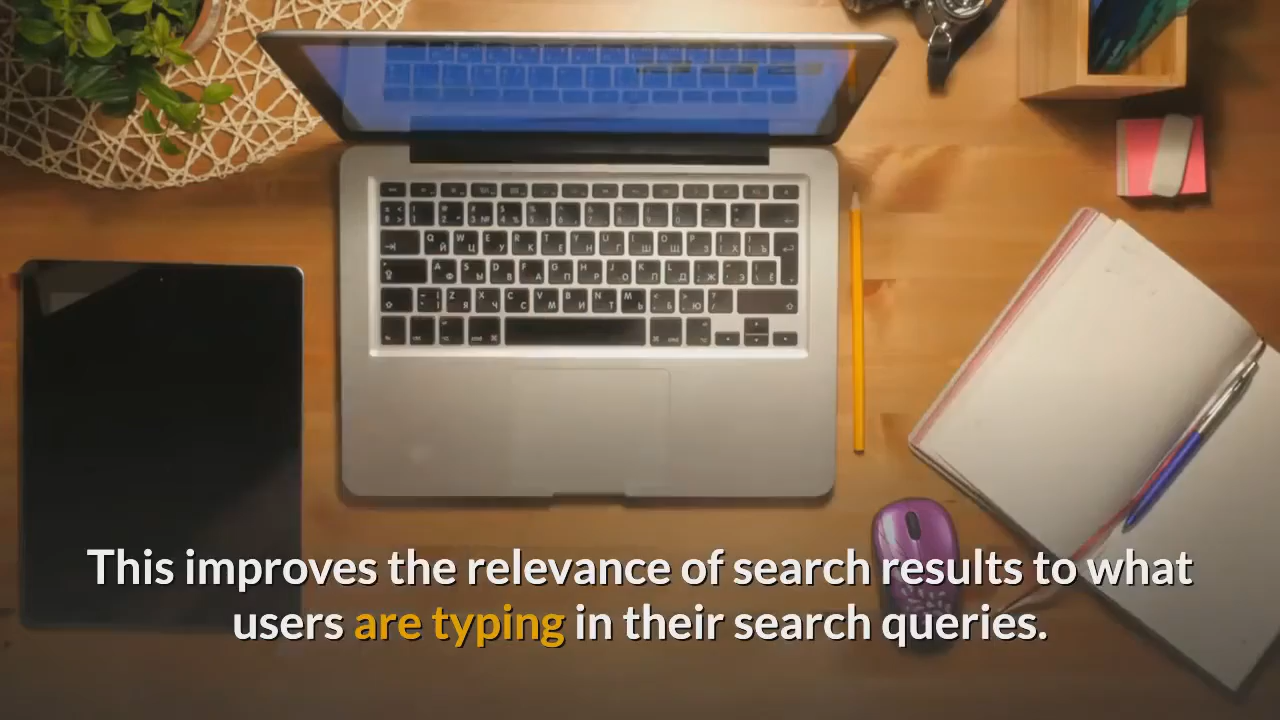 This improves the relevance of search results to what
users are typing in their search queries.